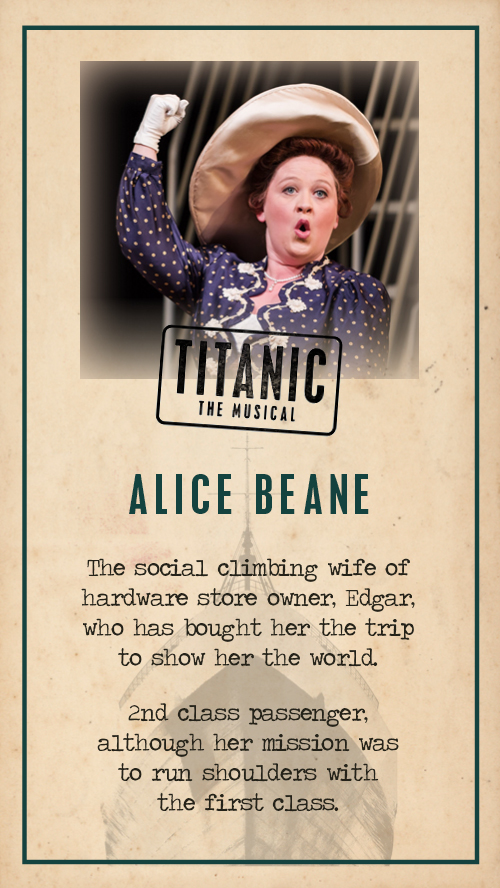 TITANIC
THE MUSICAL
ALICE BEANE
The social climbing wife of
hardware store owner, Edgar,
who has bought her the trip
to show her the world.
2nd class passenger,
although her mission was
to run shoulders with
the first class.